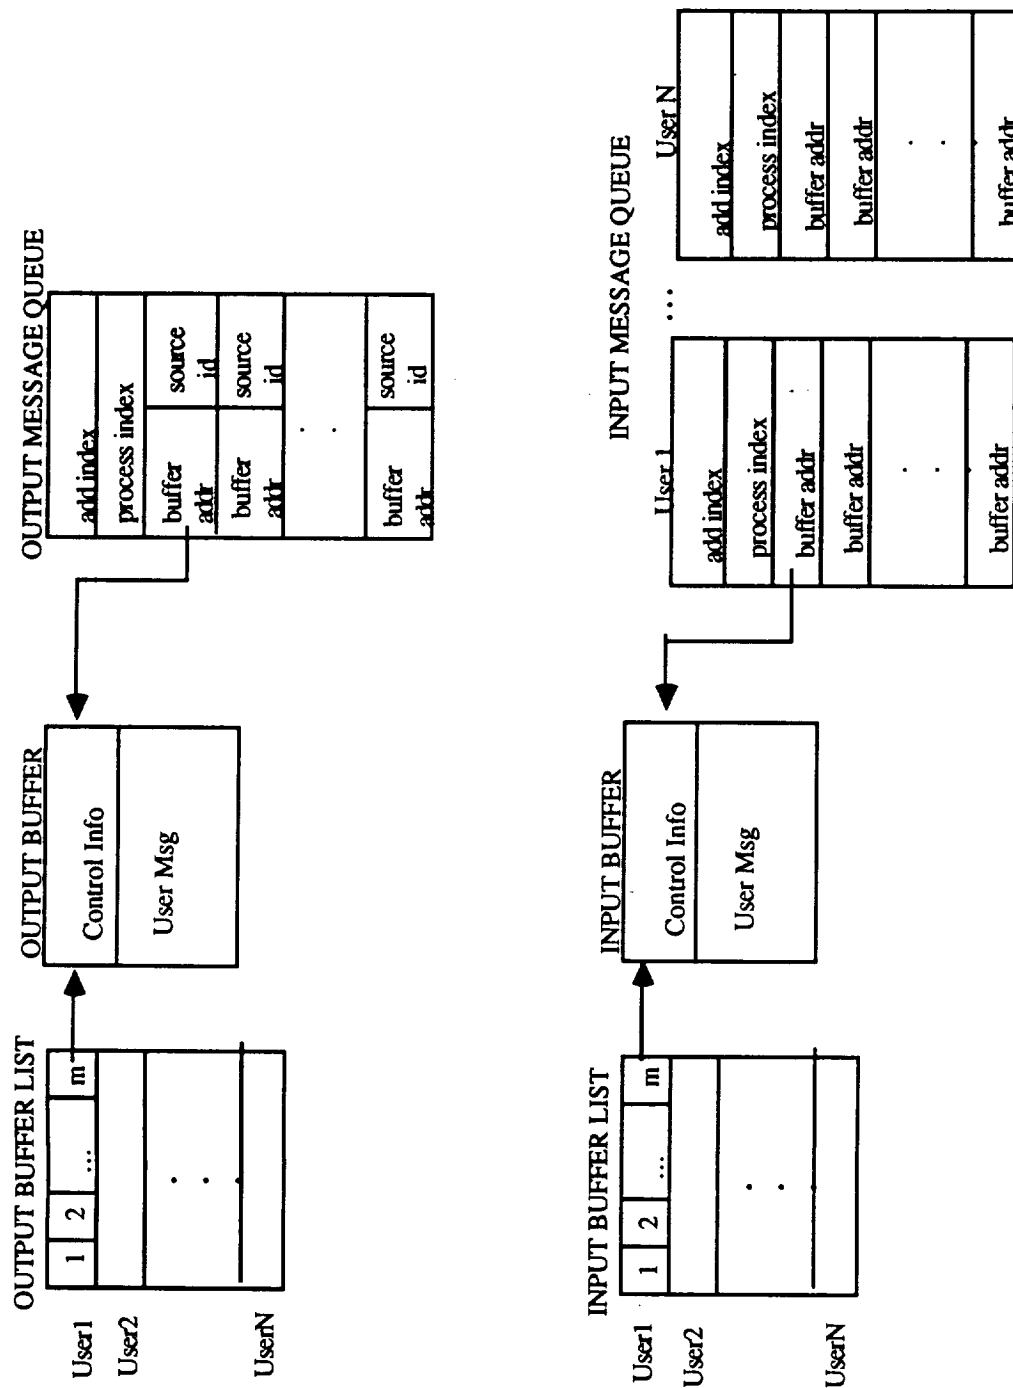 OUTPUT BUFFER LIST
User1
1 2 ... m
User2
. . .
UserN
OUTPUT BUFFER
Control Info
User Msg
OUTPUT MESSAGE QUEUE
add index
process index
buffer addr
source id
buffer addr
source id
. .
buffer addr
source id
INPUT BUFFER LIST
User1
1 2 ... m
User2
. . .
UserN
INPUT BUFFER
Control Info
User Msg
INPUT MESSAGE QUEUE
User 1
add index
process index
buffer addr
buffer addr
. . .
buffer addr
...
User N
add index
process index
buffer addr
buffer addr
. . .
buffer addr